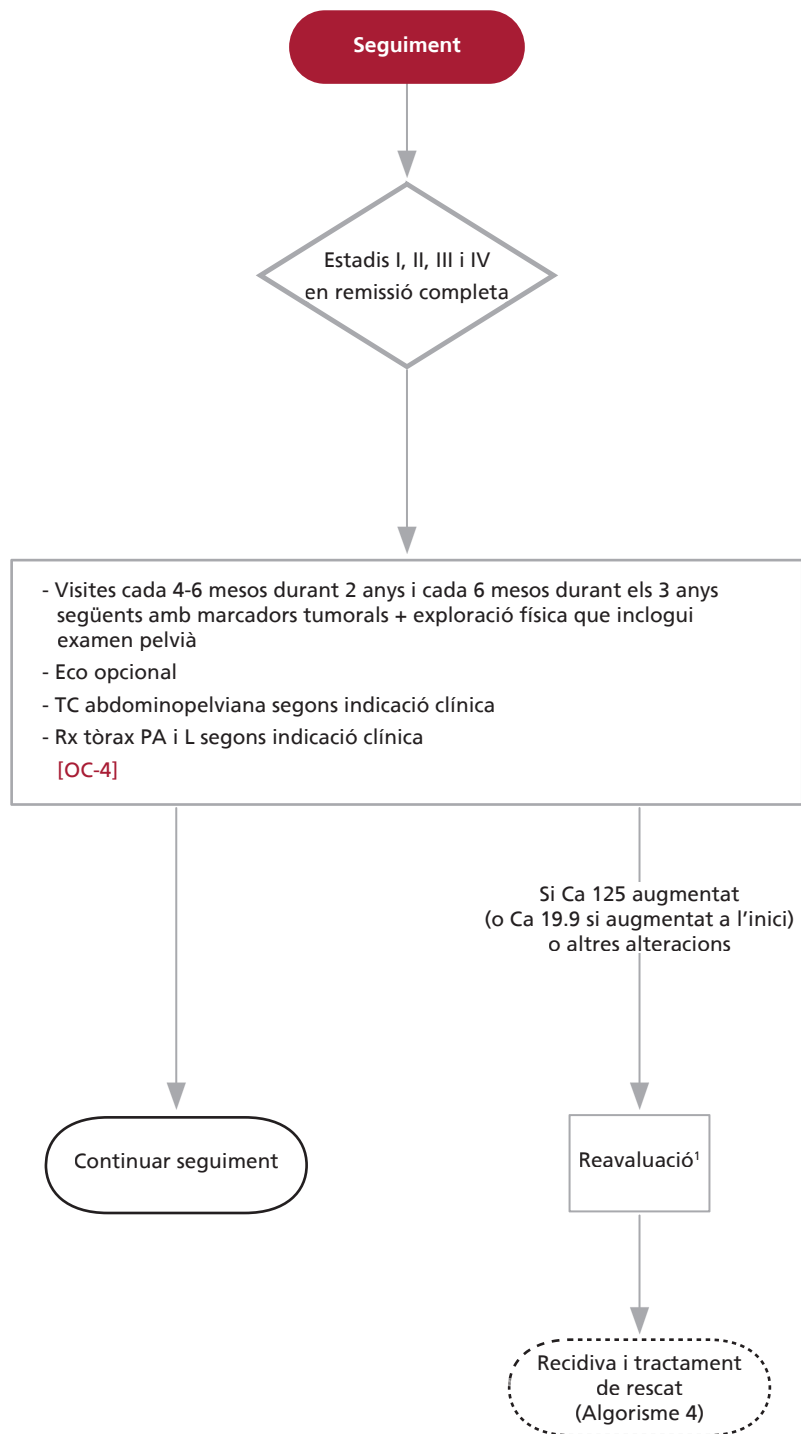 Seguiment
Estadis I, II, III i IV
en remissió completa
- Visites cada 4-6 mesos durant 2 anys i cada 6 mesos durant els 3 anys
següents amb marcadors tumorals + exploració física que inclogui
examen pelvià
- Eco opcional
- TC abdominopelviana segons indicació clínica
- Rx tòrax PA i L segons indicació clínica
[OC-4]
Si Ca 125 augmentat
(o Ca 19.9 si augmentat a l’inici)
o altres alteracions
Continuar seguiment
Reavaluació¹
Recidiva i tractament
de rescat
(Algorisme 4)